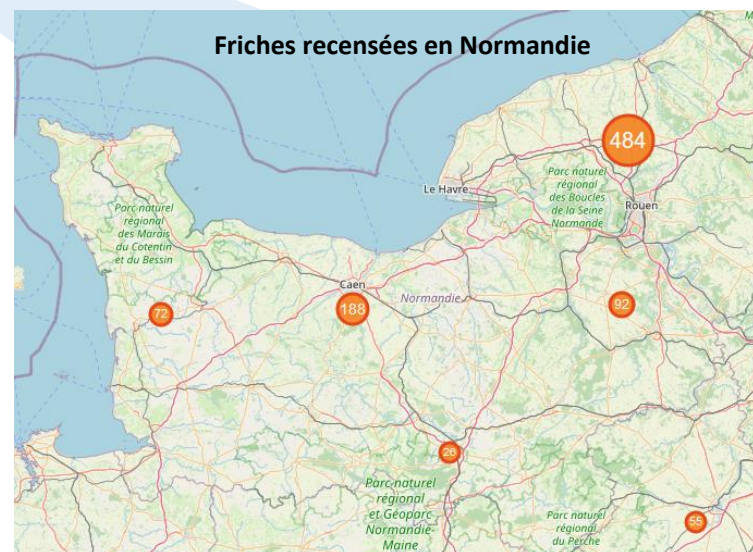 Friches recensées en Normandie
484
Parc naturel
régional
des Boucles
de la Seine
Normande
Le Havre
Rouen
Parc naturel
régional
des Marais
du Cotentin
et du Bessin
Caen
Normandie
72
188
92
26
Parc naturel
régional
et Géoparc
Normandie-
Maine
Parc naturel
régional
du Perche
55